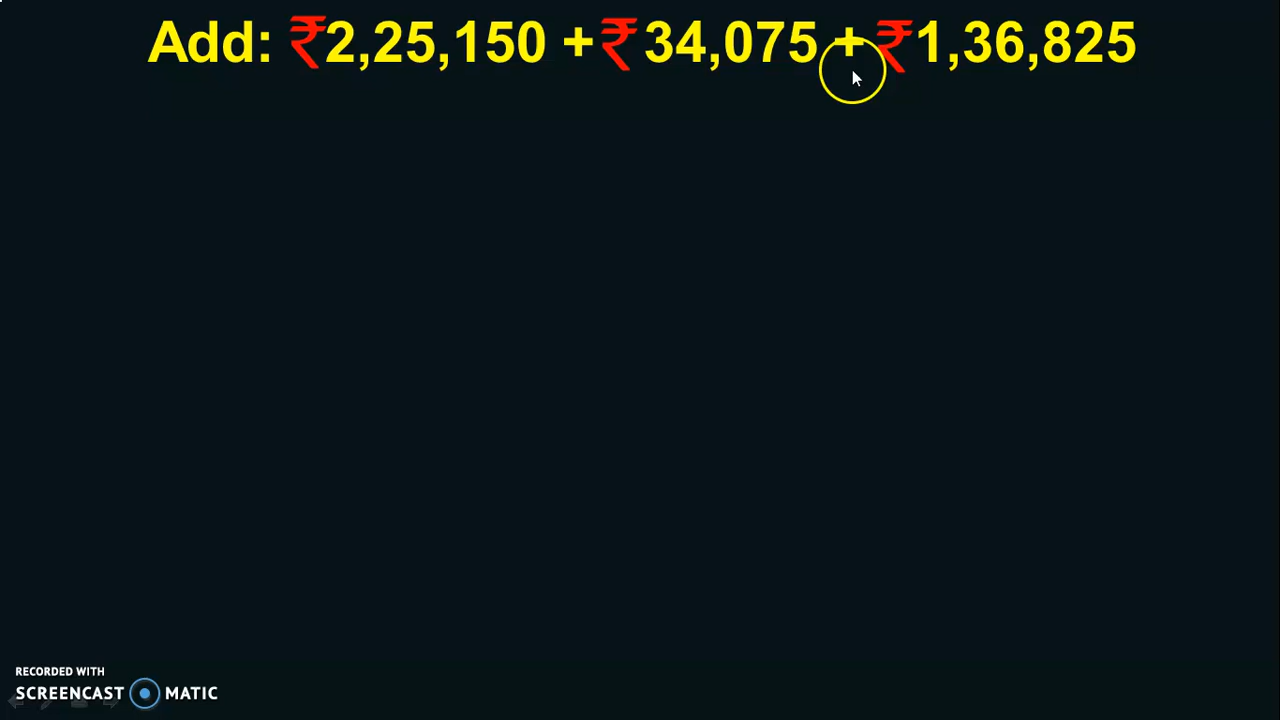 Add: ₹2,25,150 +₹ 34,075 + ₹1,36,825
RECORDED WITH
SCREENCAST MATIC